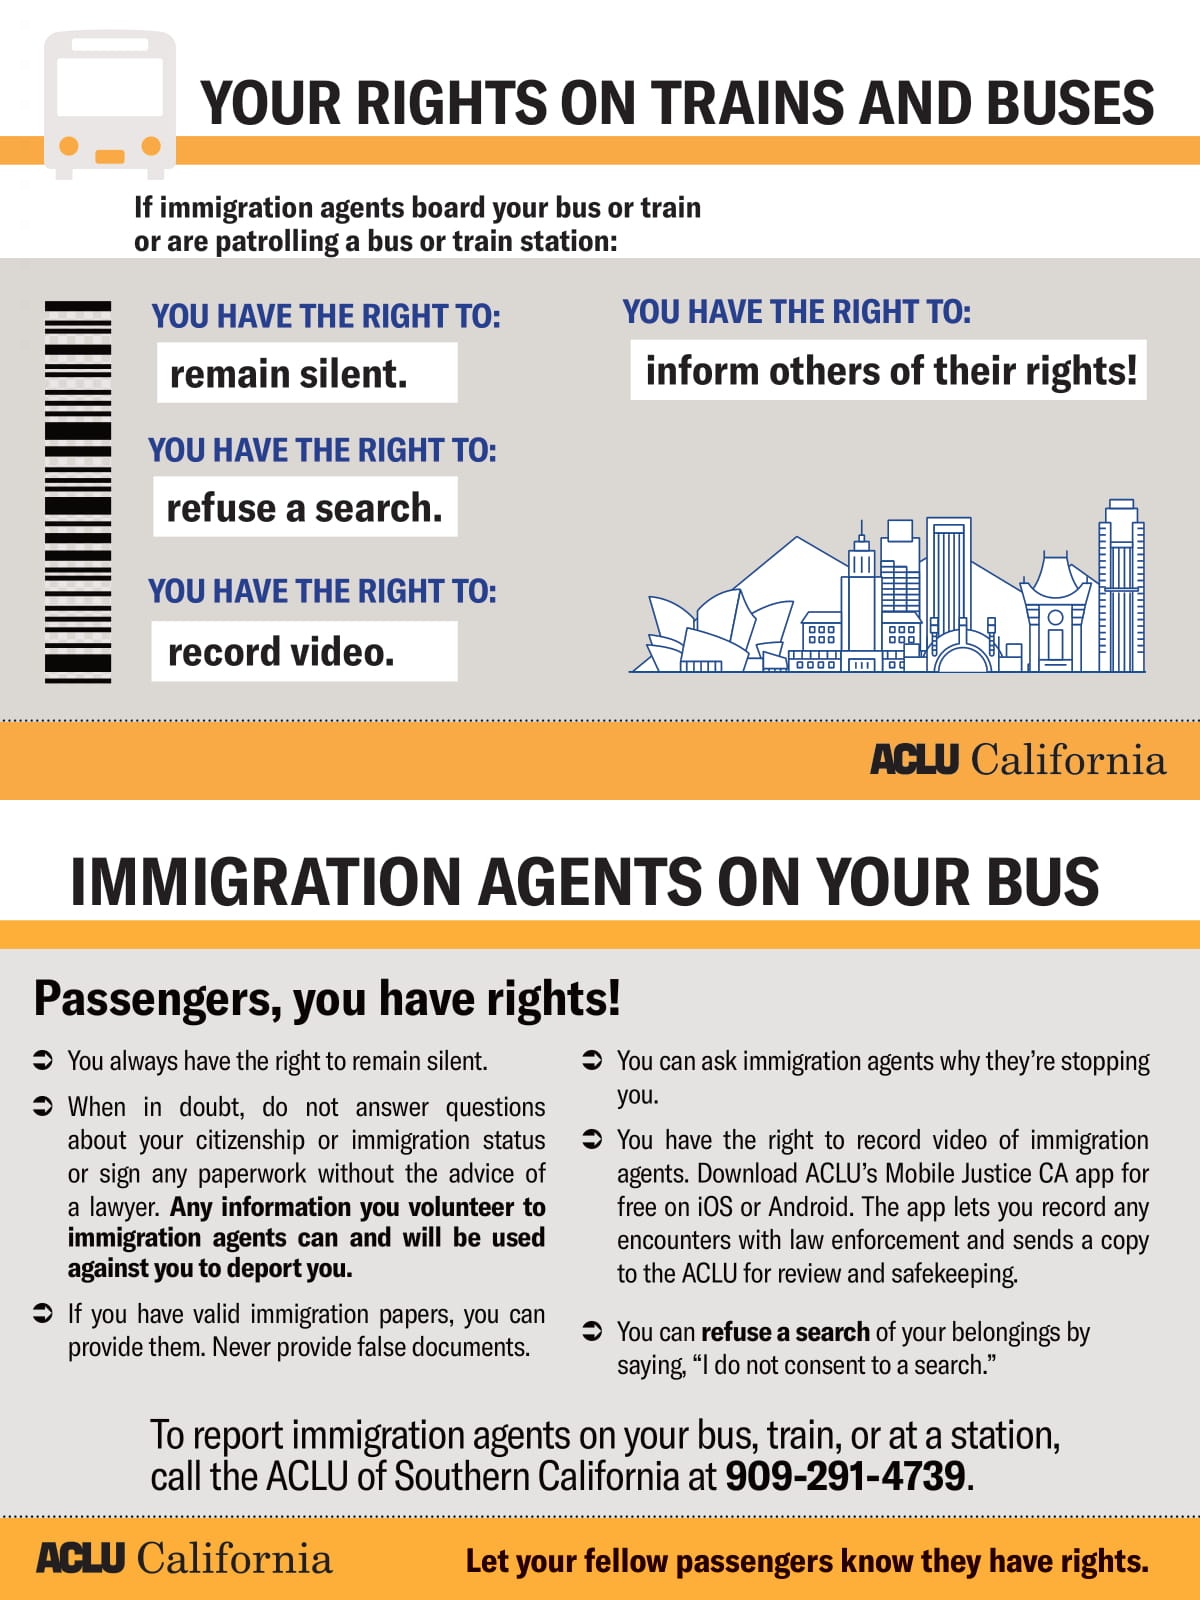 YOUR RIGHTS ON TRAINS AND BUSES
If immigration agents board your bus or train
or are patrolling a bus or train station:
YOU HAVE THE RIGHT TO:
remain silent.
YOU HAVE THE RIGHT TO:
refuse a search.
YOU HAVE THE RIGHT TO:
record video.
YOU HAVE THE RIGHT TO:
inform others of their rights!
ACLU California
IMMIGRATION AGENTS ON YOUR BUS
Passengers, you have rights!
➲ You always have the right to remain silent.
➲ When in doubt, do not answer questions
about your citizenship or immigration status
or sign any paperwork without the advice of
a lawyer. Any information you volunteer to
immigration agents can and will be used
against you to deport you.
➲ If you have valid immigration papers, you can
provide them. Never provide false documents.
➲ You can ask immigration agents why they’re stopping
you.
➲ You have the right to record video of immigration
agents. Download ACLU’s Mobile Justice CA app for
free on iOS or Android. The app lets you record any
encounters with law enforcement and sends a copy
to the ACLU for review and safekeeping.
➲ You can refuse a search of your belongings by
saying, “I do not consent to a search.”
To report immigration agents on your bus, train, or at a station,
call the ACLU of Southern California at 909-291-4739.
ACLU California
Let your fellow passengers know they have rights.